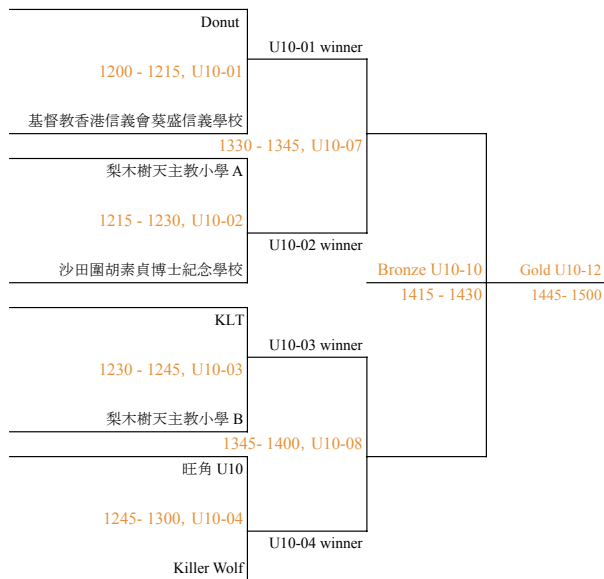 Donut
U10-01 winner
1200 - 1215, U10-01
基督教香港信義會葵盛信義學校
1330 - 1345, U10-07
梨木樹天主教小學 A
1215 - 1230, U10-02
U10-02 winner
沙田圍胡素貞博士紀念學校
Bronze U10-10
Gold U10-12
1415 - 1430
1445- 1500
KLT
U10-03 winner
1230 - 1245, U10-03
梨木樹天主教小學 B
1345- 1400, U10-08
旺角 U10
1245- 1300, U10-04
U10-04 winner
Killer Wolf